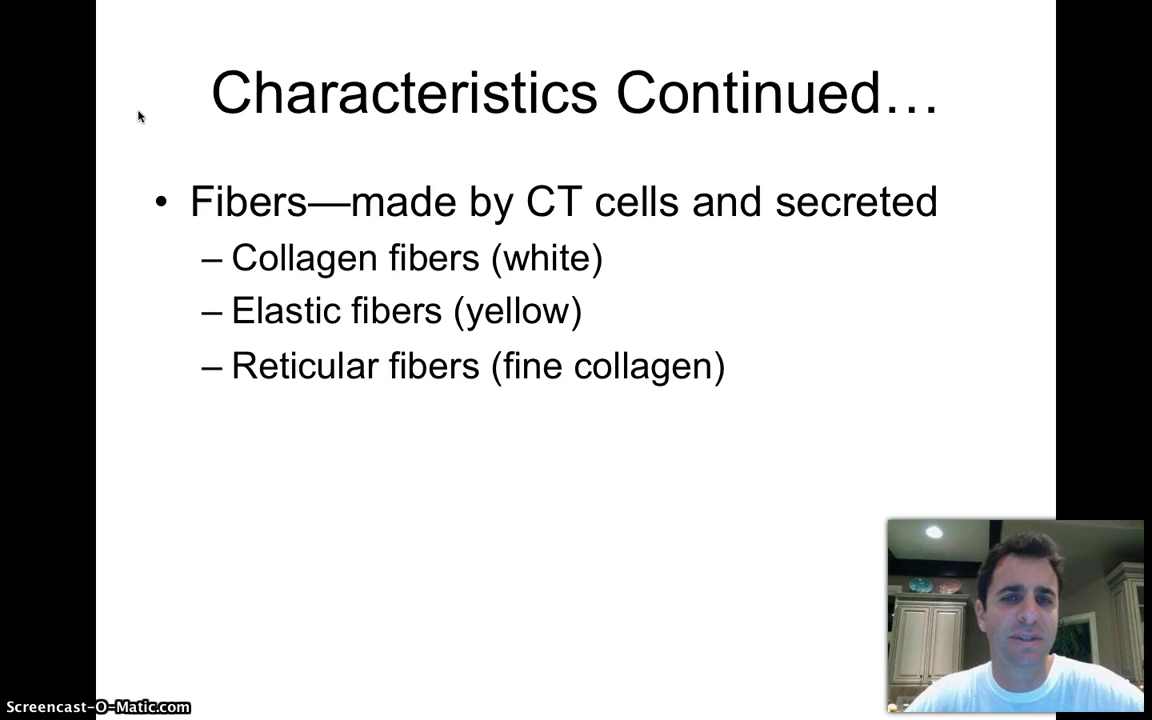 Characteristics Continued…
• Fibers—made by CT cells and secreted
– Collagen fibers (white)
– Elastic fibers (yellow)
– Reticular fibers (fine collagen)
Screencast-O-Matic.com